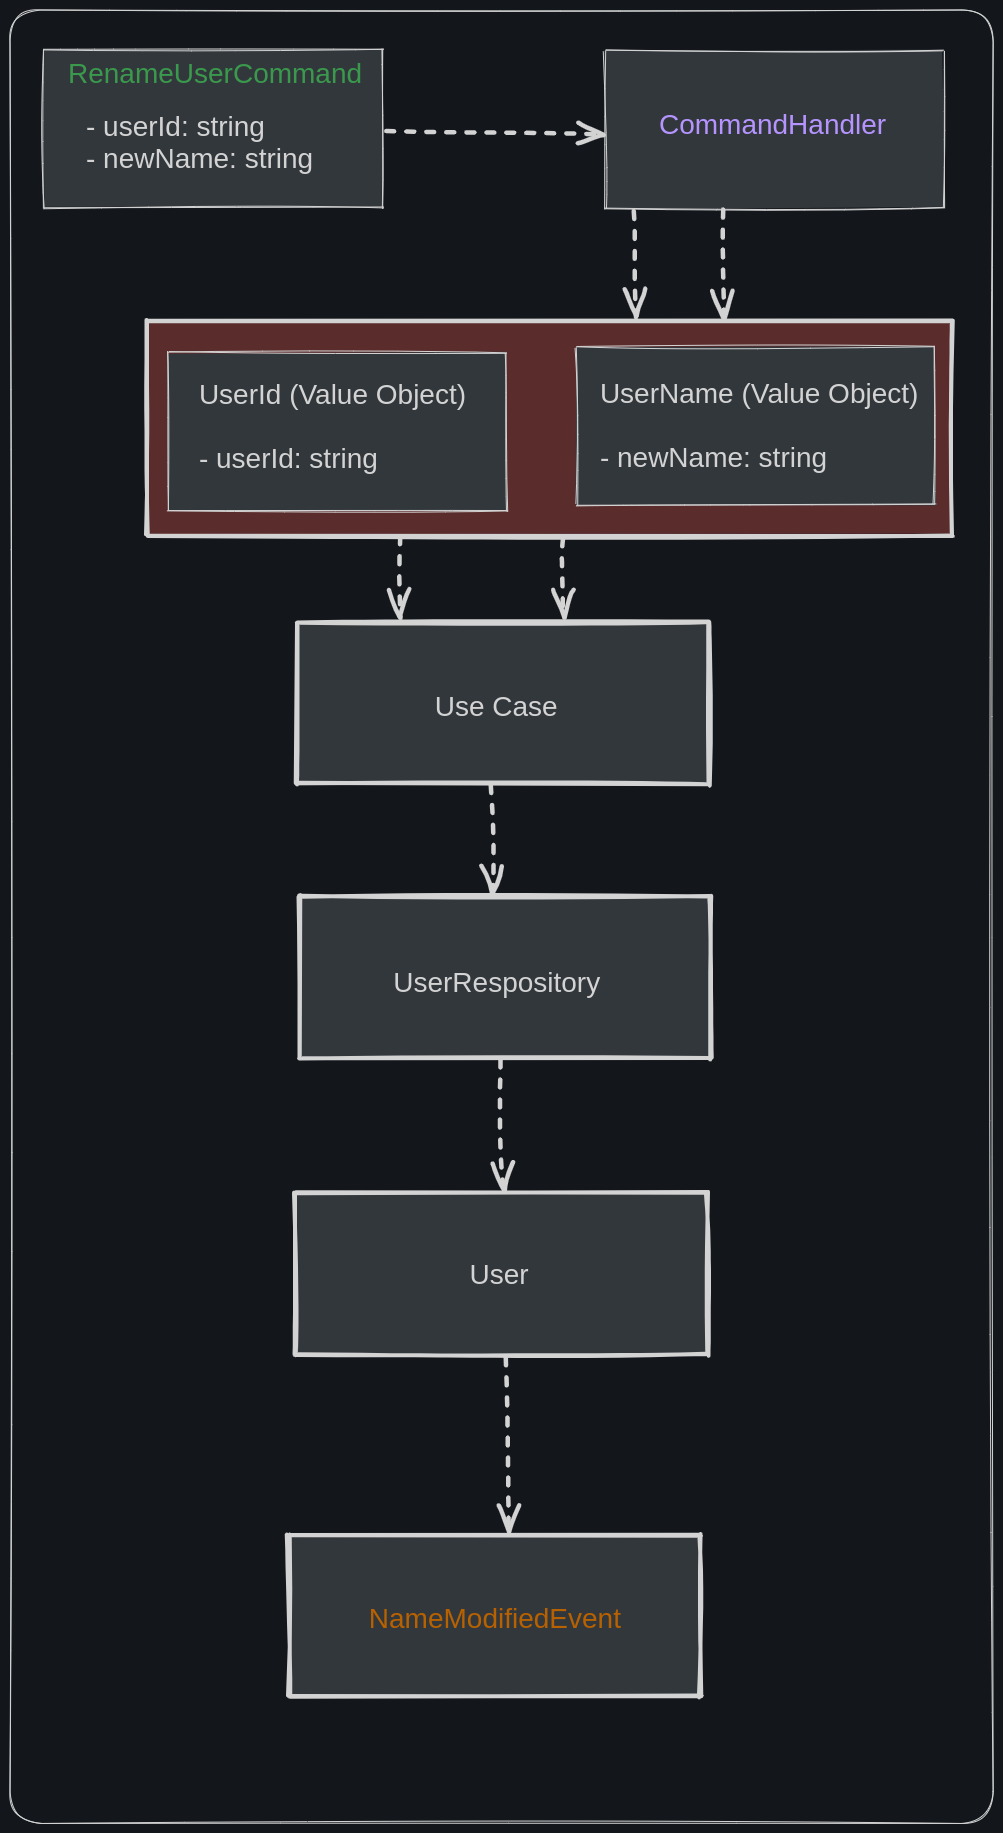 RenameUserCommand
- userId: string
- newName: string
CommandHandler
UserId (Value Object)
- userId: string
UserName (Value Object)
- newName: string
Use Case
UserRespository
User
NameModifiedEvent